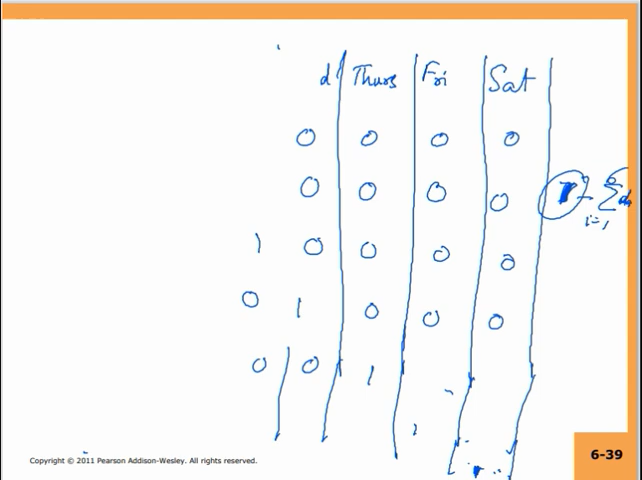 d Thurs Fri Sat
0 0 0 0
0 0 0 0
1 0 0 0 0
0 1 0 0 0
0 0 1
Copyright © 2011 Pearson Addison-Wesley. All rights reserved.
6-39